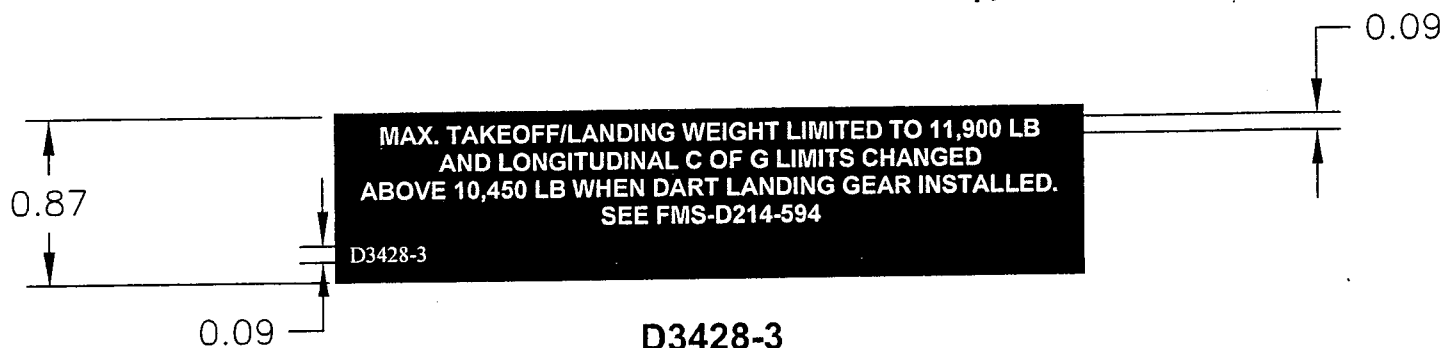 0.09
MAX. TAKEOFF/LANDING WEIGHT LIMITED TO 11,900 LB
AND LONGITUDINAL C OF G LIMITS CHANGED
ABOVE 10,450 LB WHEN DART LANDING GEAR INSTALLED.
SEE FMS-D214-594
0.87
D3428-3
0.09
D3428-3